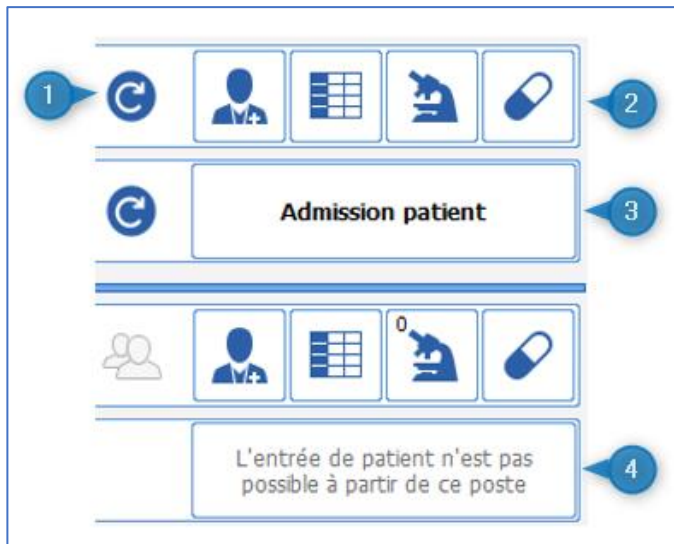 1
2
Admission patient
3
0
L'entrée de patient n'est pas
possible à partir de ce poste
4